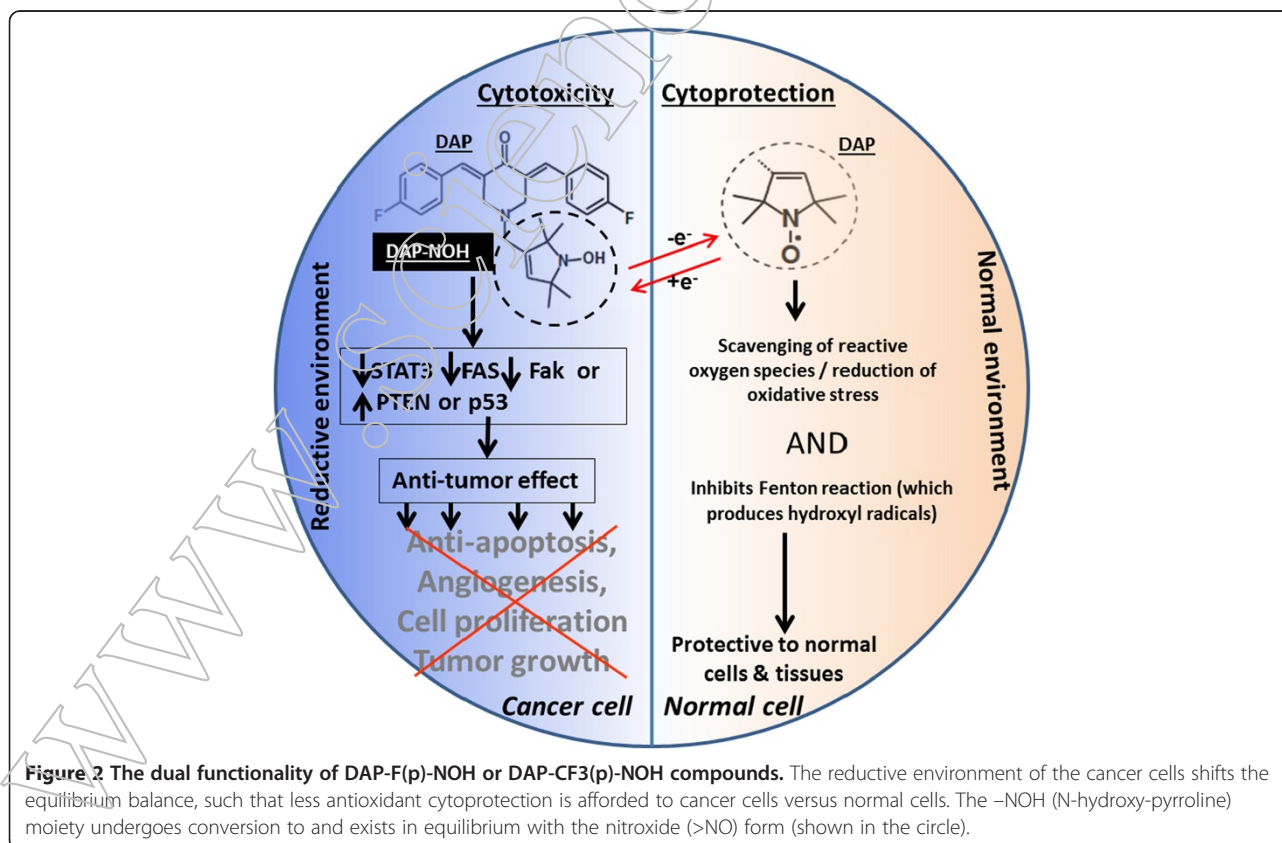 Cytotoxicity
Cytoprotection
DAP
O
F
N
F
DAP-NOH
N-OH
-e⁻
+e⁻
DAP
N
O
Reductive environment
Normal environment
↓STAT3 ↓FAS↓ Fak or
↑ PTEN or p53
Anti-tumor effect
Anti-apoptosis,
Angiogenesis,
Cell proliferation
Tumor growth
Cancer cell
Scavenging of reactive
oxygen species / reduction of
oxidative stress
AND
Inhibits Fenton reaction (which
produces hydroxyl radicals)
Protective to normal
cells & tissues
Normal cell
Figure 2 The dual functionality of DAP-F(p)-NOH or DAP-CF3(p)-NOH compounds. The reductive environment of the cancer cells shifts the
equilibrium balance, such that less antioxidant cytoprotection is afforded to cancer cells versus normal cells. The –NOH (N-hydroxy-pyrroline)
moiety undergoes conversion to and exists in equilibrium with the nitroxide (>NO) form (shown in the circle).